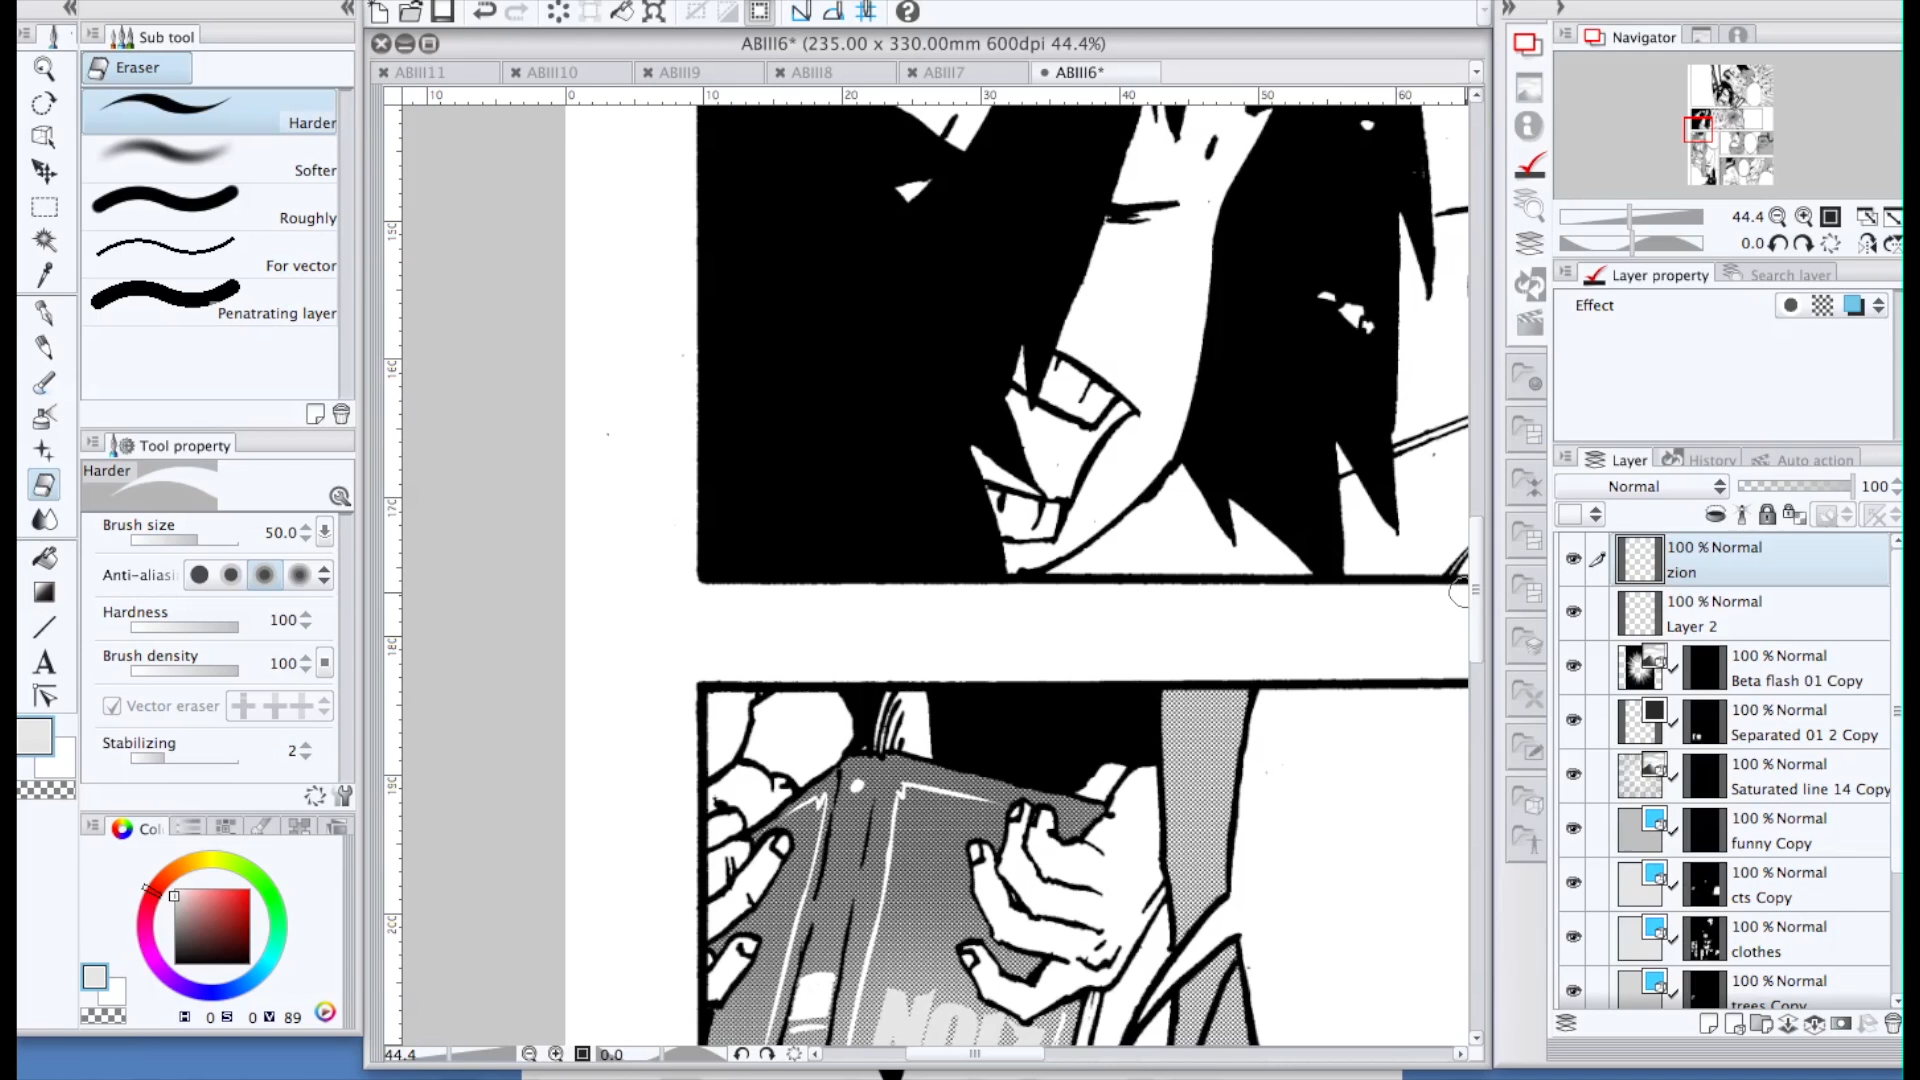 Sub tool
Eraser
Harder
Softer
Roughly
For vector
Penatrating layer
Tool property
Harder
Brush size 50.0
Anti-aliasi
Hardness 100
Brush density 100
Vector eraser
Stabilizing 2
Col
H 0 S 0 V 89
ABIII6* (235.00 x 330.00mm 600dpi 44.4%)
ABIII11 ABIII10 ABIII9 ABIII8 ABIII7 ABIII6*
10 0 10 20 30 40 50 60
NOIZ
44.4 0.0
Navigator
44.4
0.0
Layer property Search layer
Effect
Layer History Auto action
Normal 100
100 % Normal
zion
100 % Normal
Layer 2
100 % Normal
Beta flash 01 Copy
100 % Normal
Separated 01 2 Copy
100 % Normal
Saturated line 14 Copy
100 % Normal
funny Copy
100 % Normal
cts Copy
100 % Normal
clothes
100 % Normal
trees Copy